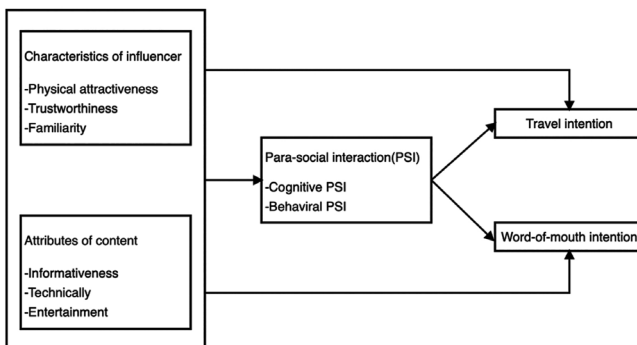 Characteristics of influencer
-Physical attractiveness
-Trustworthiness
-Familiarity
Attributes of content
-Informativeness
-Technically
-Entertainment
Para-social interaction(PSI)
-Cognitive PSI
-Behaviral PSI
Travel intention
Word-of-mouth intention